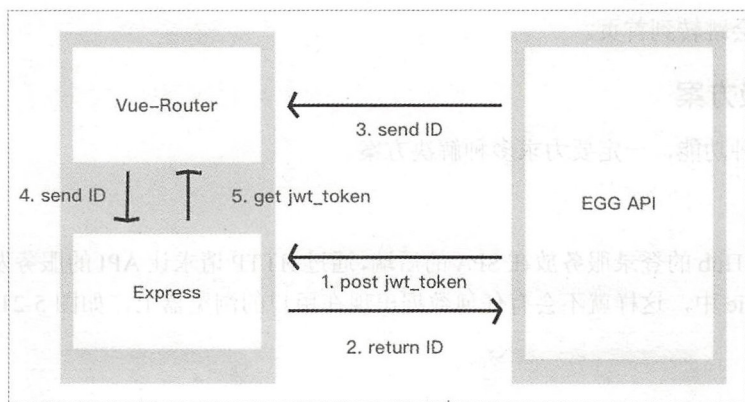 Vue-Router
3. send ID
4. send ID
5. get jwt_token
EGG API
Express
1. post jwt_token
2. return ID